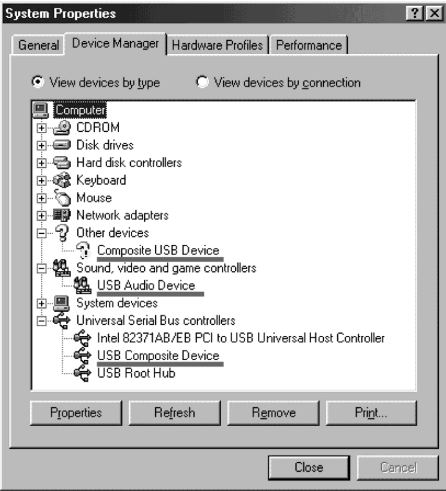 System Properties
General Device Manager Hardware Profiles Performance
View devices by type View devices by connection
Computer
CDROM
Disk drives
Hard disk controllers
Keyboard
Mouse
Network adapters
Other devices
Composite USB Device
Sound, video and game controllers
USB Audio Device
System devices
Universal Serial Bus controllers
Intel 82371AB/EB PCI to USB Universal Host Controller
USB Composite Device
USB Root Hub
Properties Refresh Remove Print...
Close Cancel